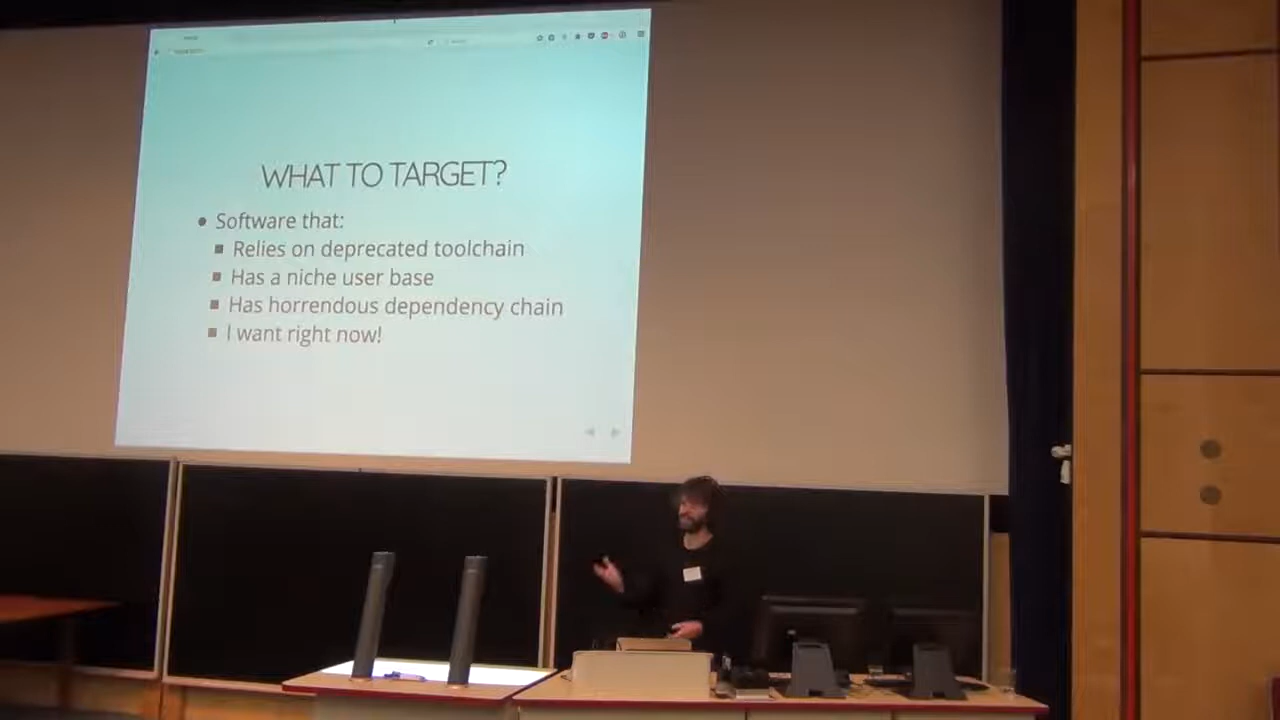 WHAT TO TARGET?
Software that:
Relies on deprecated toolchain
Has a niche user base
Has horrendous dependency chain
I want right now!